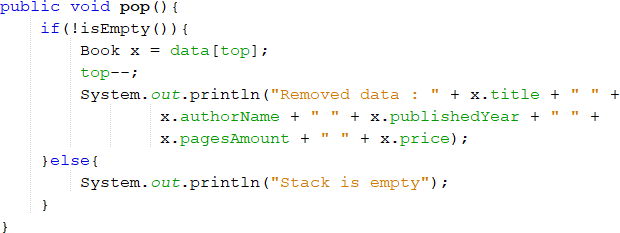 public void pop(){
    if(!isEmpty()){
        Book x = data[top];
        top--;
        System.out.println("Removed data : " + x.title + " " +
                x.authorName + " " + x.publishedYear + " " +
                x.pagesAmount + " " + x.price);
    }else{
        System.out.println("Stack is empty");
    }
}